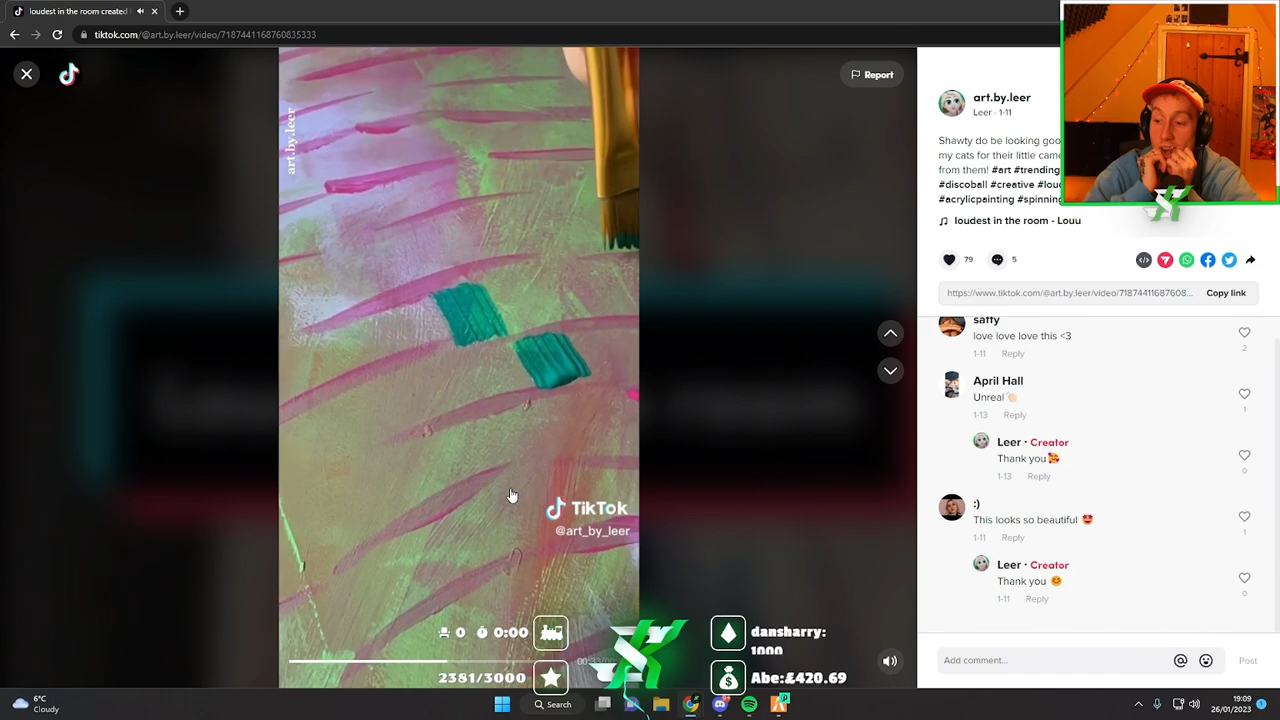 loudest in the room created
tiktok.com/@art.by.leer/video/7187441168760835333
Report
art.by.leer
art.by.leer
Leer · 1-11
Shawty do be looking goo
my cats for their little
from them! #art #trending
#discoball #creative
#acrylicpainting #spinning
loudest in the room - Louu
79
5
https://www.tiktok.com/@art.by.leer/video/71874411687608...
Copy link
saffy
love love love this <3
1-11 Reply
2
April Hall
Unreal
1-13 Reply
1
Leer · Creator
Thank you
1-13 Reply
0
:)
This looks so beautiful
1-11 Reply
1
Leer · Creator
Thank you
1-11 Reply
0
TikTok
@art_by_leer
0 0:00
dansharry:
1000
2381/3000
Abe:£420.69
Add comment...
Post
6°C
Cloudy
Search
19:09
26/01/2023